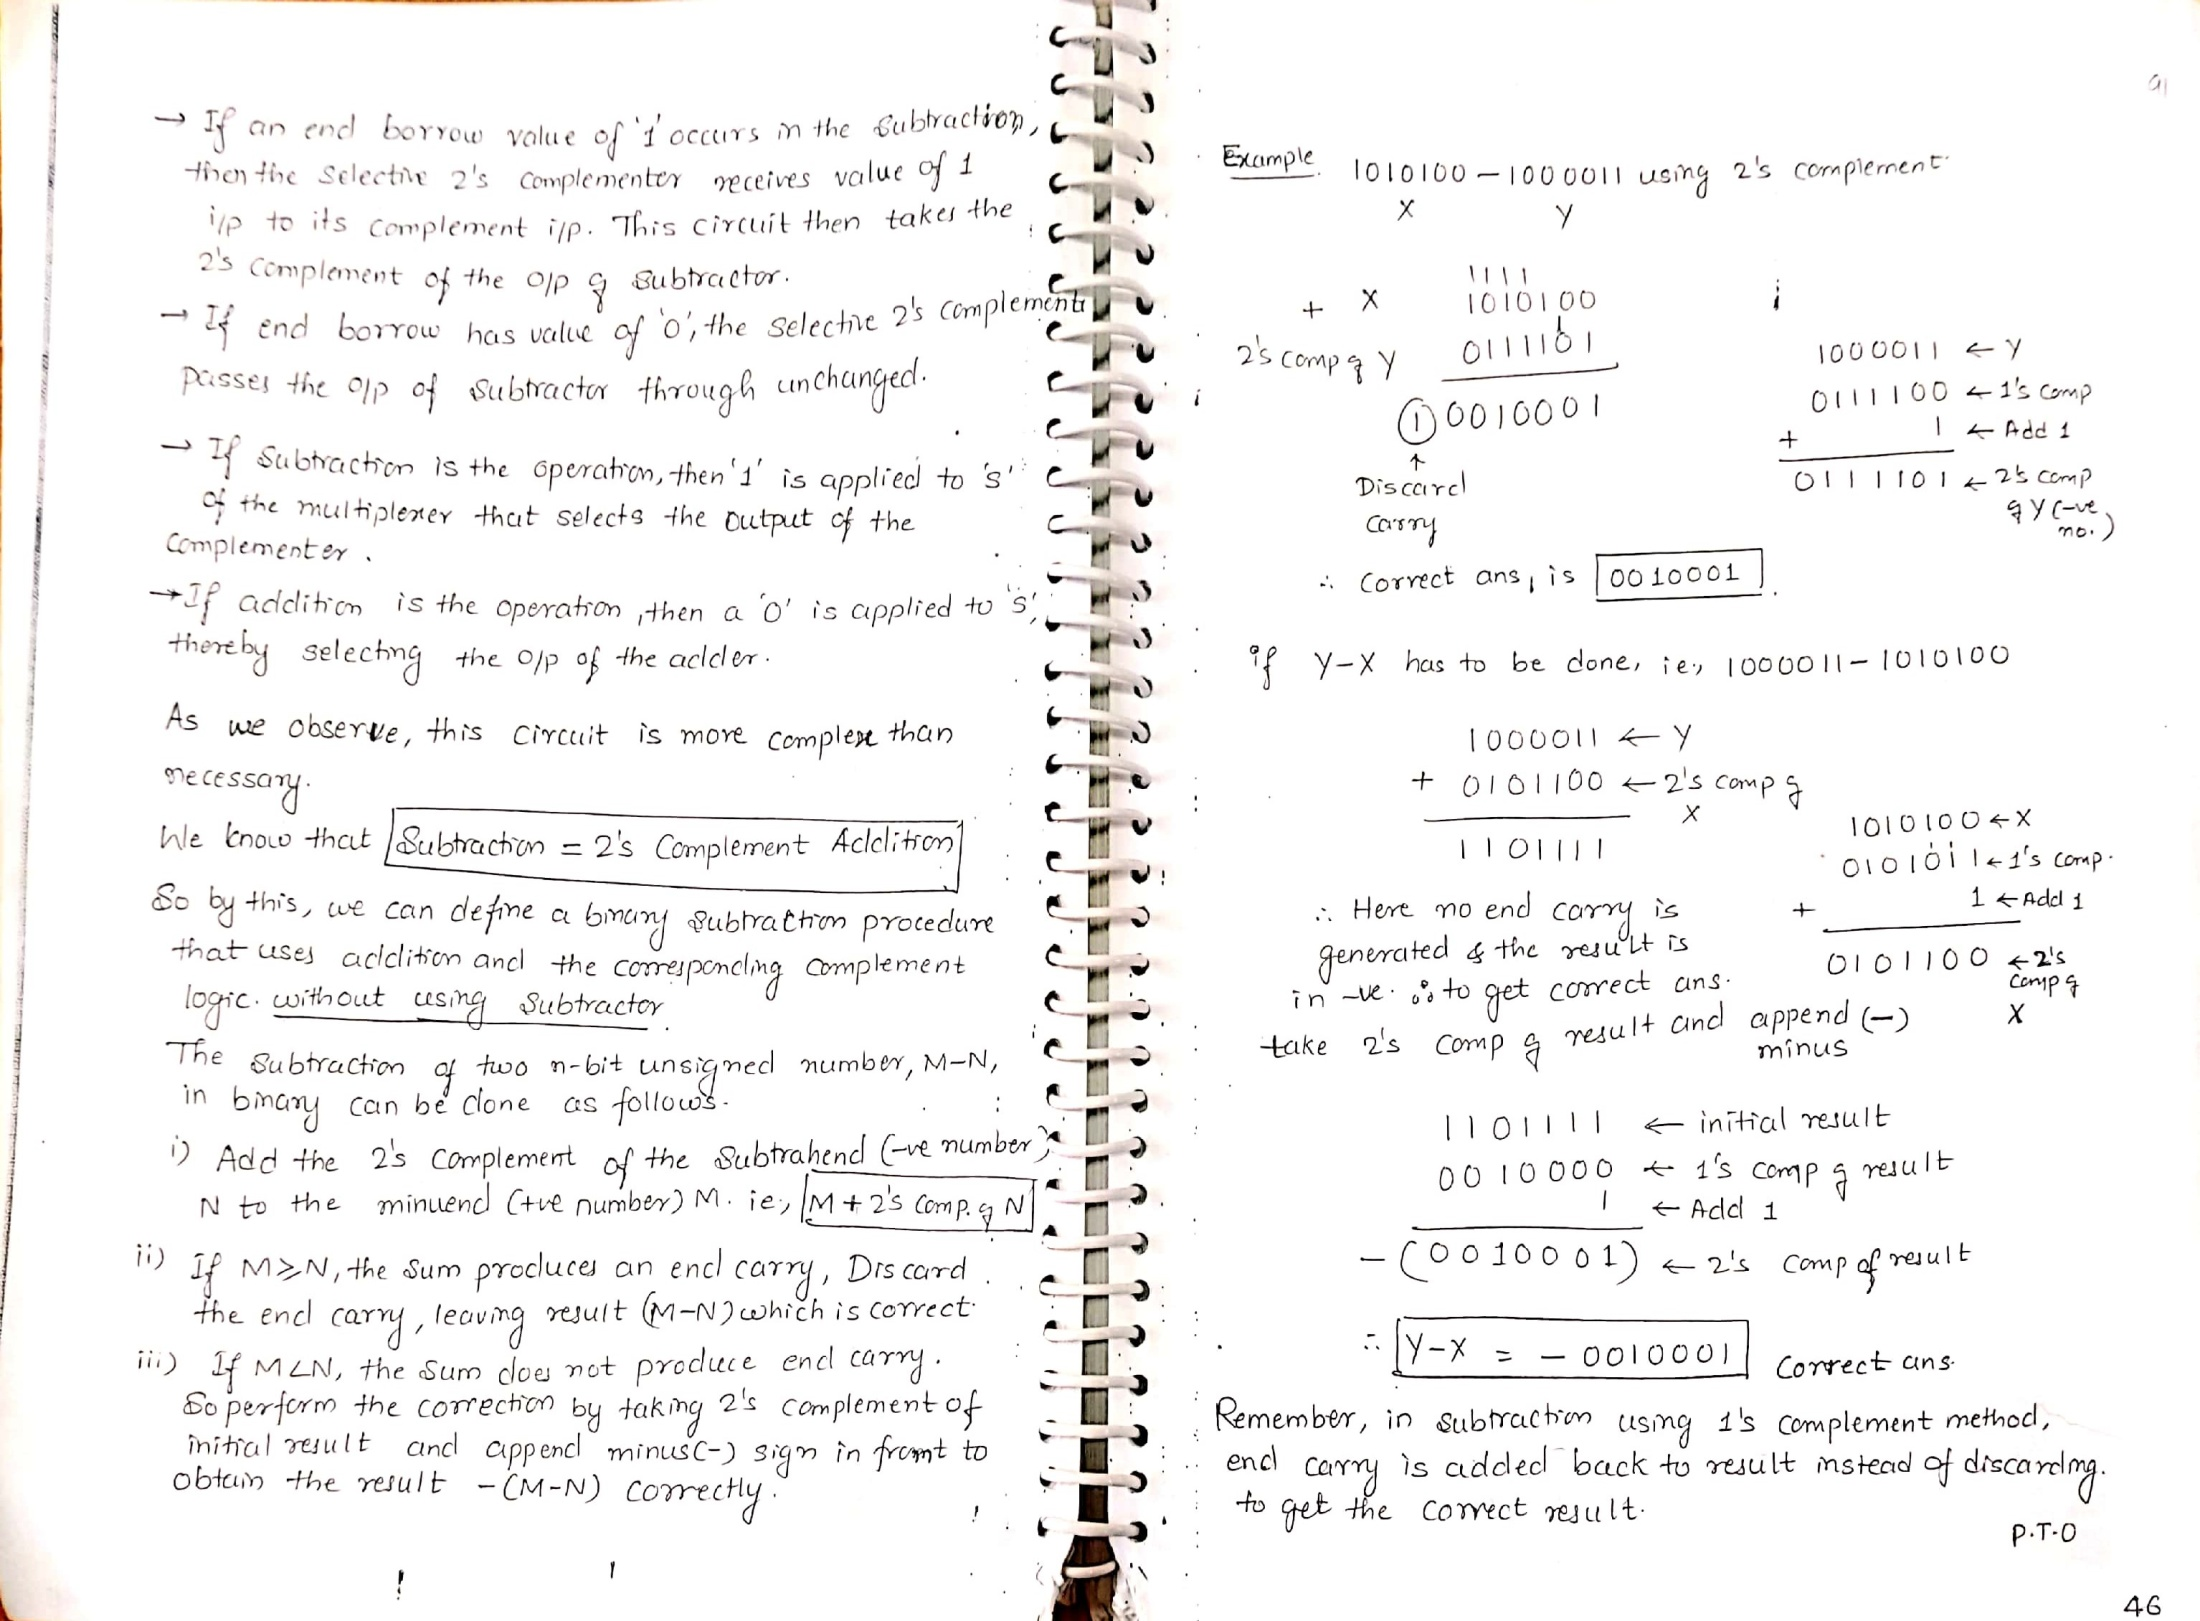 → If an end borrow value of '1' occurs in the subtraction,
then the Selective 2's complementer receives value of 1
i/p to its complement i/p. This circuit then takes the
2's complement of the o/p of subtractor.
→ If end borrow has value of '0', the selective 2's complementer
passes the o/p of subtractor through unchanged.
→ If Subtraction is the operation, then '1' is applied to 's'
of the multiplexer that selects the output of the
complementer.
→ If addition is the operation, then a '0' is applied to 's',
thereby selecting the o/p of the adder.
As we observe, this circuit is more complex than
necessary.
We know that Subtraction = 2's Complement Addition
So by this, we can define a binary subtraction procedure
that uses addition and the corresponding complement
logic. without using subtractor.
The subtraction of two n-bit unsigned number, M-N,
in binary can be done as follows.
i) Add the 2's complement of the subtrahend (-ve number)
N to the minuend (+ve number) M. ie, M + 2's comp. of N
ii) If M≥N, the sum produces an end carry, Discard
the end carry, leaving result (M-N) which is correct.
iii) If M<N, the sum does not produce end carry.
So perform the correction by taking 2's complement of
initial result and append minus(-) sign in fromt to
obtain the result -(M-N) correctly.
Example. 1010100 - 1000011 using 2's complement.
X Y
1111
+ X 1010100
2's comp of Y 0111101
1 0010001
↑
Discard
carry
1000011 ← Y
0111100 ← 1's comp
+ 1 ← Add 1
0111101 ← 2's comp
of Y (-ve
no.)
∴ Correct ans, is 0010001.
if Y-X has to be done, ie, 1000011 - 1010100
1000011 ← Y
+ 0101100 ← 2's comp of
X
1101111
1010100 ← X
0101011 ← 1's comp.
+ 1 ← Add 1
0101100 ← 2's
comp of
X
∴ Here no end carry is
generated & the result is
in -ve. ∴ to get correct ans.
take 2's comp of result and append (-)
minus
1101111 ← initial result
0010000 ← 1's comp of result
1 ← Add 1
- (0010001) ← 2's comp of result
∴ Y-X = - 0010001 Correct ans.
Remember, in subtraction using 1's complement method,
end carry is added back to result instead of discarding.
to get the correct result.
P.T.O
46